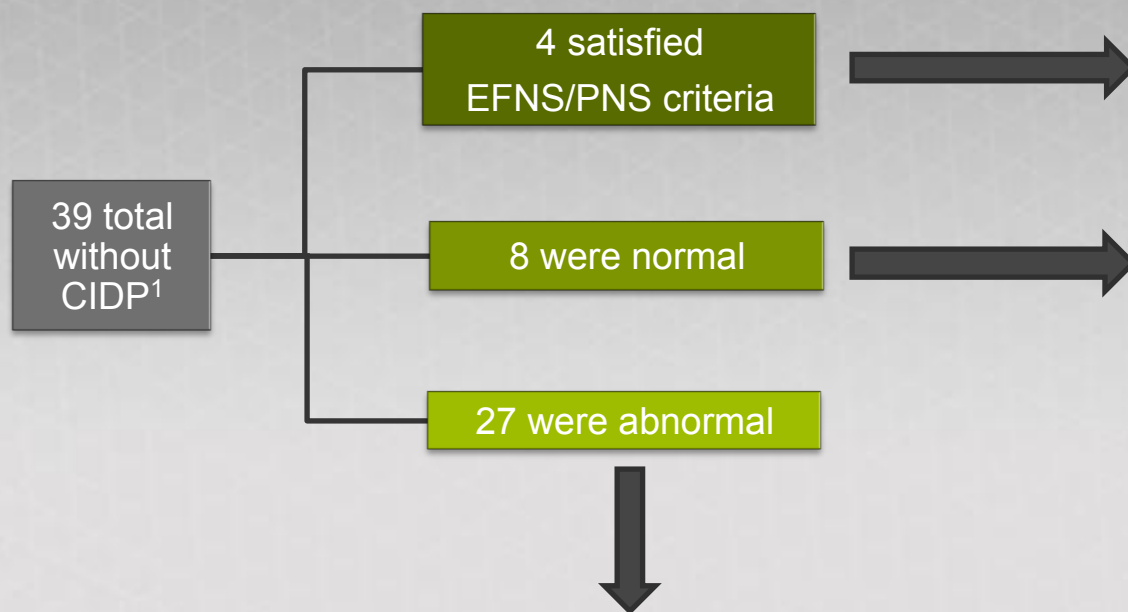 4 satisfied
EFNS/PNS criteria
39 total
without
CIDP¹
8 were normal
27 were abnormal